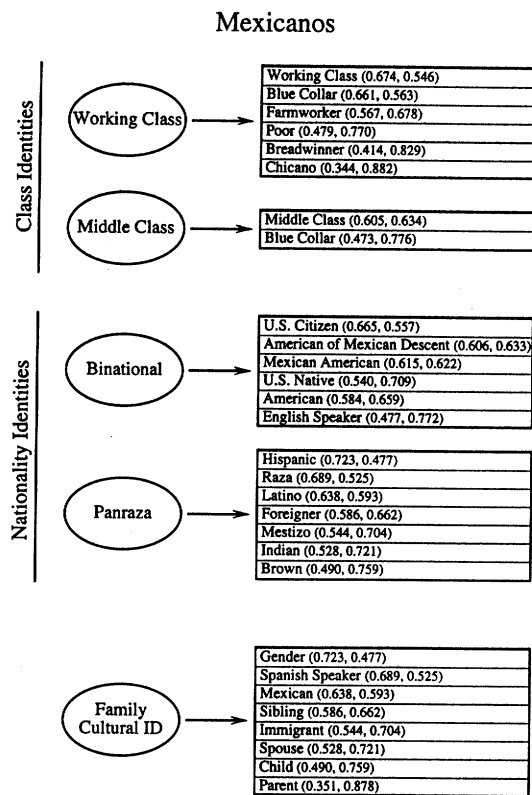 Mexicanos
Class Identities
Working Class
Working Class (0.674, 0.546)
Blue Collar (0.661, 0.563)
Farmworker (0.567, 0.678)
Poor (0.479, 0.770)
Breadwinner (0.414, 0.829)
Chicano (0.344, 0.882)
Middle Class
Middle Class (0.605, 0.634)
Blue Collar (0.473, 0.776)
Nationality Identities
Binational
U.S. Citizen (0.665, 0.557)
American of Mexican Descent (0.606, 0.633)
Mexican American (0.615, 0.622)
U.S. Native (0.540, 0.709)
American (0.584, 0.659)
English Speaker (0.477, 0.772)
Panraza
Hispanic (0.723, 0.477)
Raza (0.689, 0.525)
Latino (0.638, 0.593)
Foreigner (0.586, 0.662)
Mestizo (0.544, 0.704)
Indian (0.528, 0.721)
Brown (0.490, 0.759)
Family
Cultural ID
Gender (0.723, 0.477)
Spanish Speaker (0.689, 0.525)
Mexican (0.638, 0.593)
Sibling (0.586, 0.662)
Immigrant (0.544, 0.704)
Spouse (0.528, 0.721)
Child (0.490, 0.759)
Parent (0.351, 0.878)